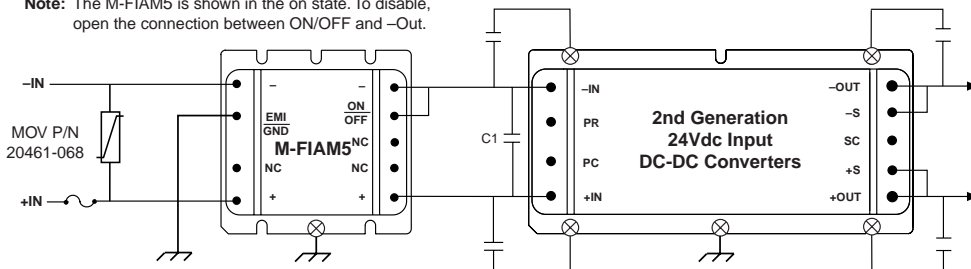 Note: The M-FIAM5 is shown in the on state. To disable,
open the connection between ON/OFF and –Out.
–IN
MOV P/N
20461-068
+IN
–
EMI
GND
NC
+
M-FIAM5
–
ON
OFF
NC
NC
+
C1
–IN
PR
PC
+IN
2nd Generation
24Vdc Input
DC-DC Converters
–OUT
–S
SC
+S
+OUT